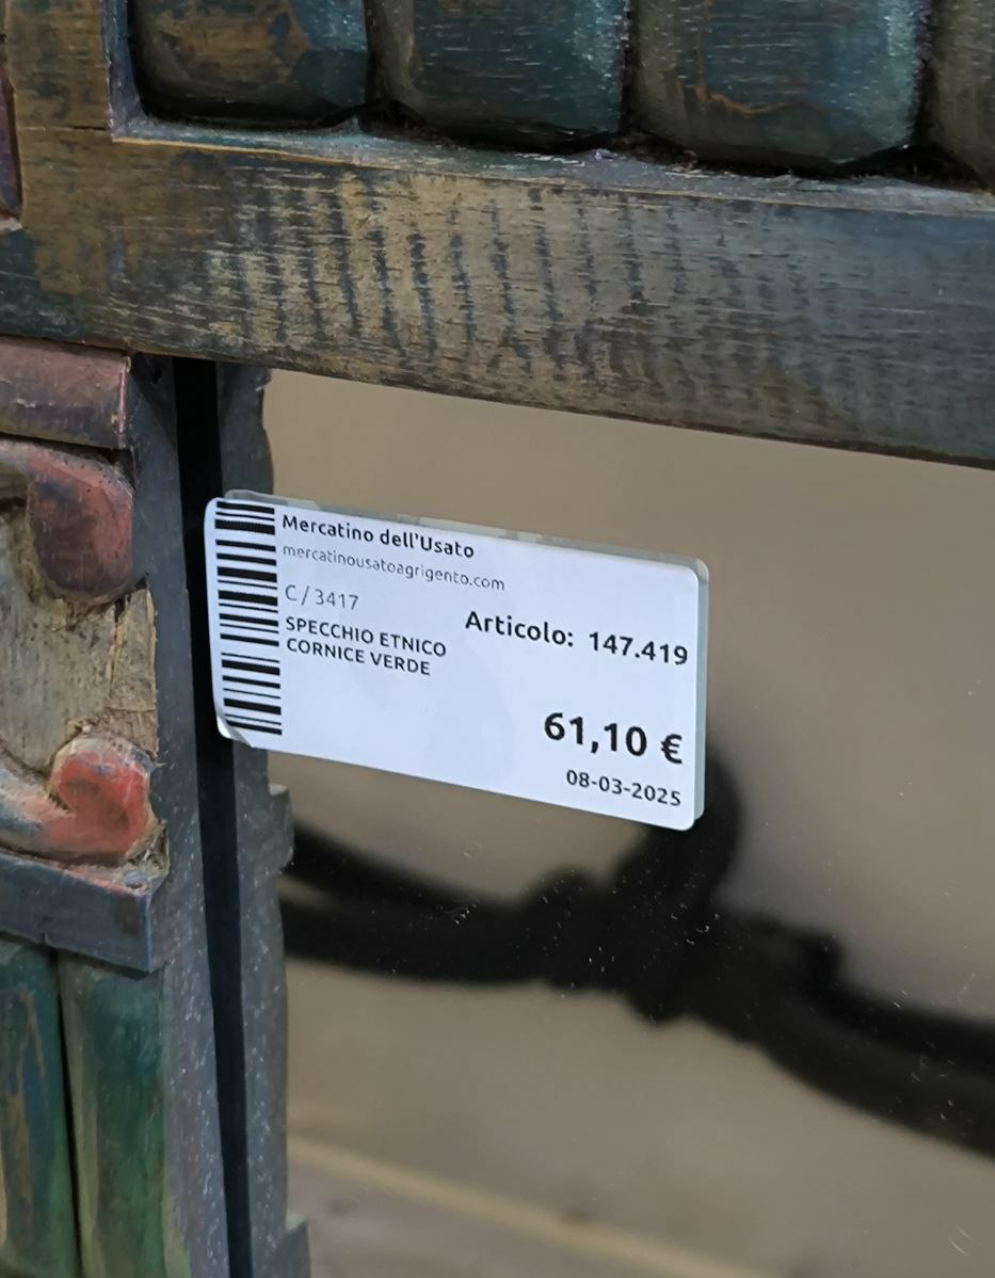 Mercatino dell'Usato
mercatinousatoagrigento.com
C / 3417
Articolo: 147.419
SPECCHIO ETNICO
CORNICE VERDE
61,10 €
08-03-2025